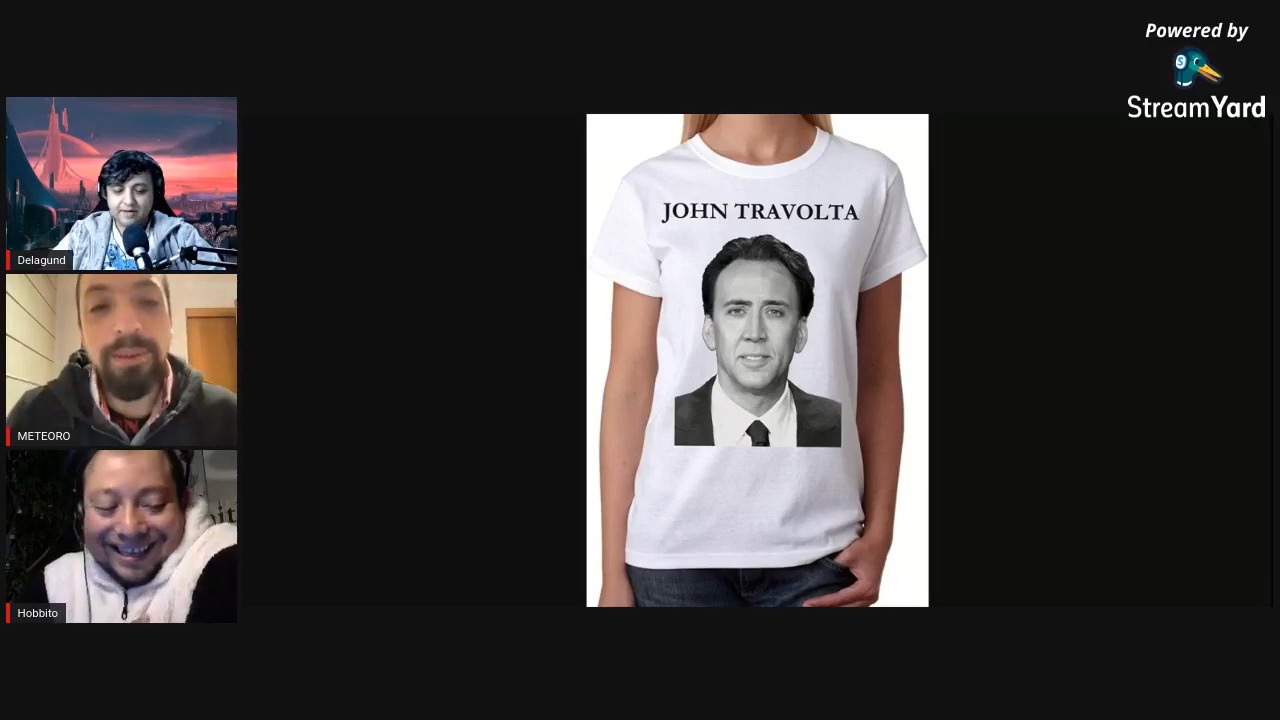 Powered by
StreamYard
Delagund
METEORO
Hobbito
JOHN TRAVOLTA